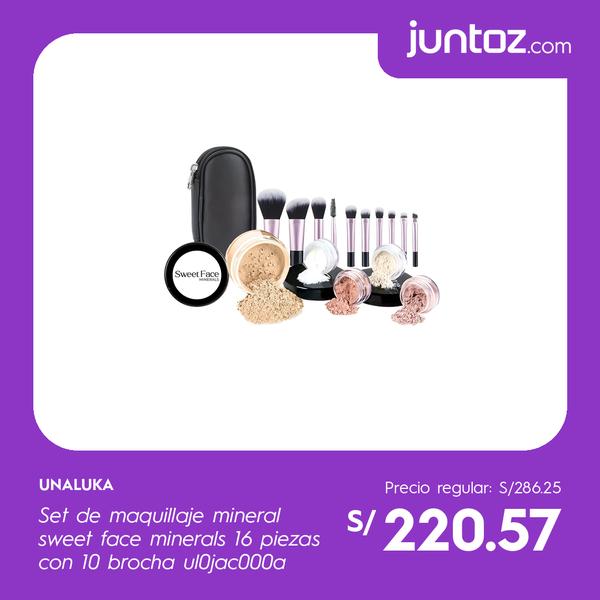 juntoz.com
Sweet Face
MINERALS
UNALUKA
Set de maquillaje mineral
sweet face minerals 16 piezas
con 10 brocha ul0jac000a
Precio regular: S/286.25
S/ 220.57